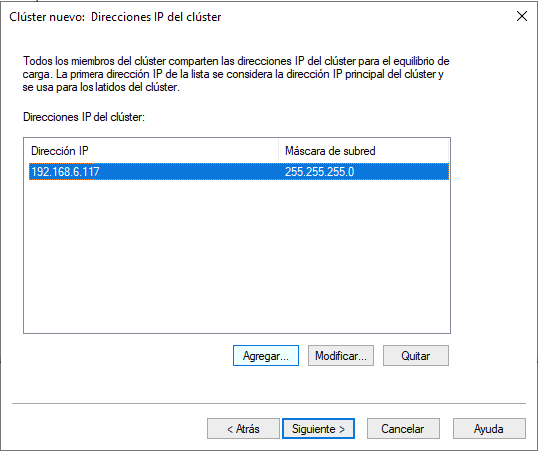 Clúster nuevo:  Direcciones IP del clúster
Todos los miembros del clúster comparten las direcciones IP del clúster para el equilibrio de
carga. La primera dirección IP de la lista se considera la dirección IP principal del clúster y
se usa para los latidos del clúster.
Direcciones IP del clúster:
Dirección IP Máscara de subred
192.168.6.117 255.255.255.0
Agregar... Modificar... Quitar
< Atrás Siguiente > Cancelar Ayuda